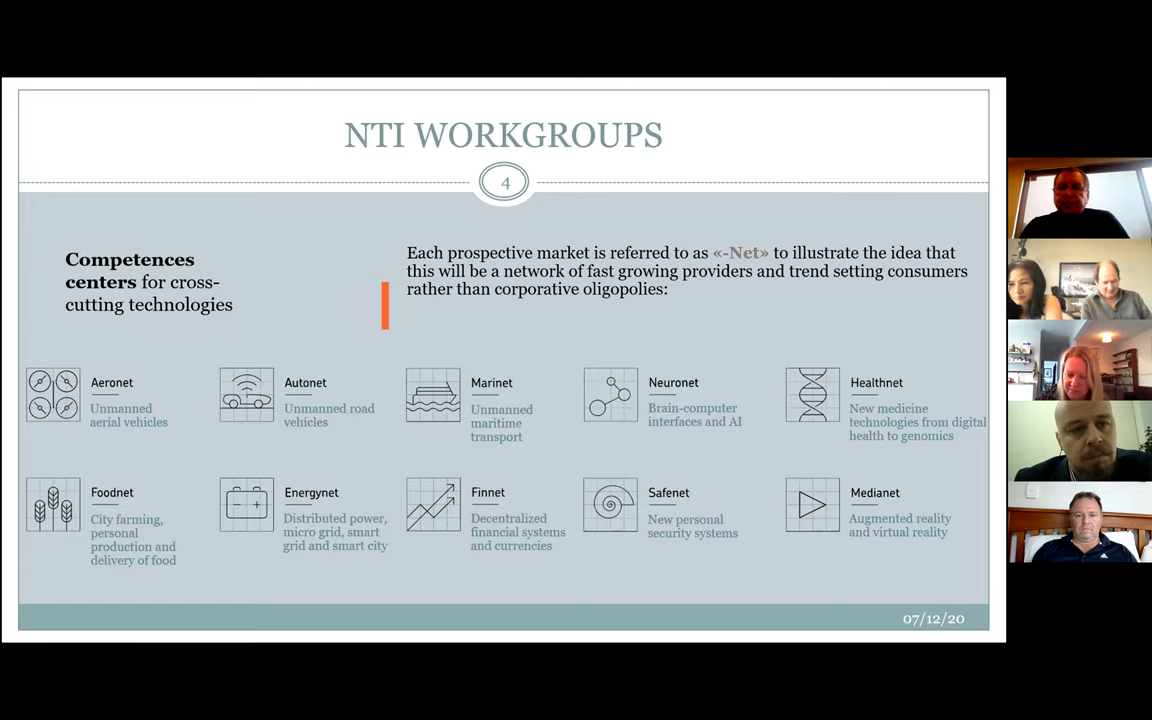 NTI WORKGROUPS
4
Competences
centers for cross-
cutting technologies
Each prospective market is referred to as «-Net» to illustrate the idea that
this will be a network of fast growing providers and trend setting consumers
rather than corporative oligopolies:
Aeronet
Unmanned
aerial vehicles
Autonet
Unmanned road
vehicles
Marinet
Unmanned
maritime
transport
Neuronet
Brain-computer
interfaces and AI
Healthnet
New medicine
technologies from digital
health to genomics
Foodnet
City farming,
personal
production and
delivery of food
Energynet
Distributed power,
micro grid, smart
grid and smart city
Finnet
Decentralized
financial systems
and currencies
Safenet
New personal
security systems
Medianet
Augmented reality
and virtual reality
07/12/20